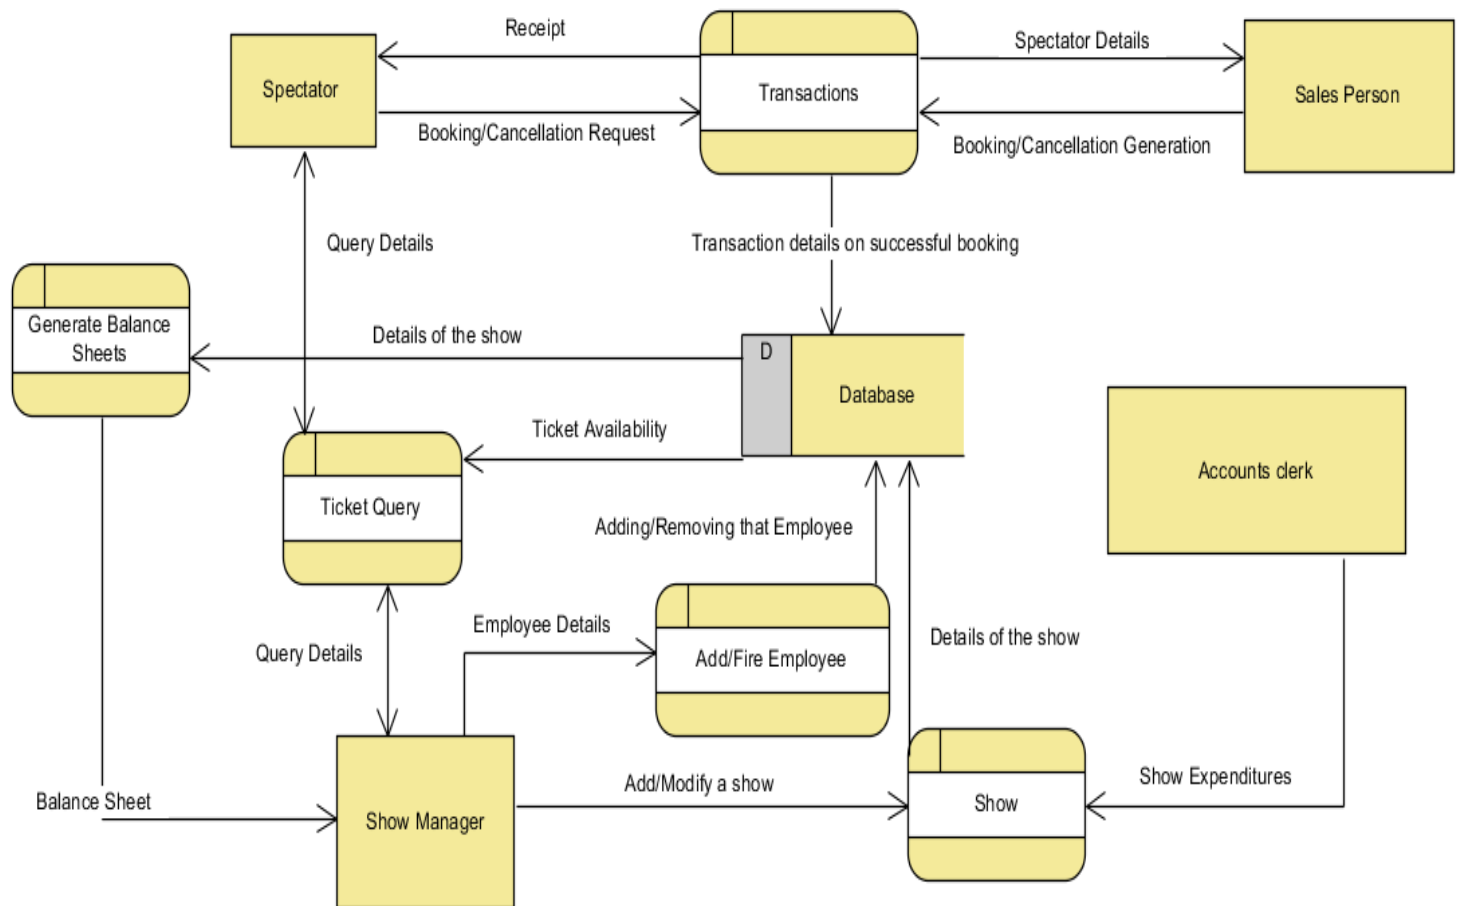 Receipt
Spectator Details
Spectator
Transactions
Sales Person
Booking/Cancellation Request
Booking/Cancellation Generation
Query Details
Transaction details on successful booking
Generate Balance
Sheets
Details of the show
D
Database
Ticket Availability
Accounts clerk
Ticket Query
Adding/Removing that Employee
Employee Details
Details of the show
Query Details
Add/Fire Employee
Add/Modify a show
Show Expenditures
Balance Sheet
Show Manager
Show